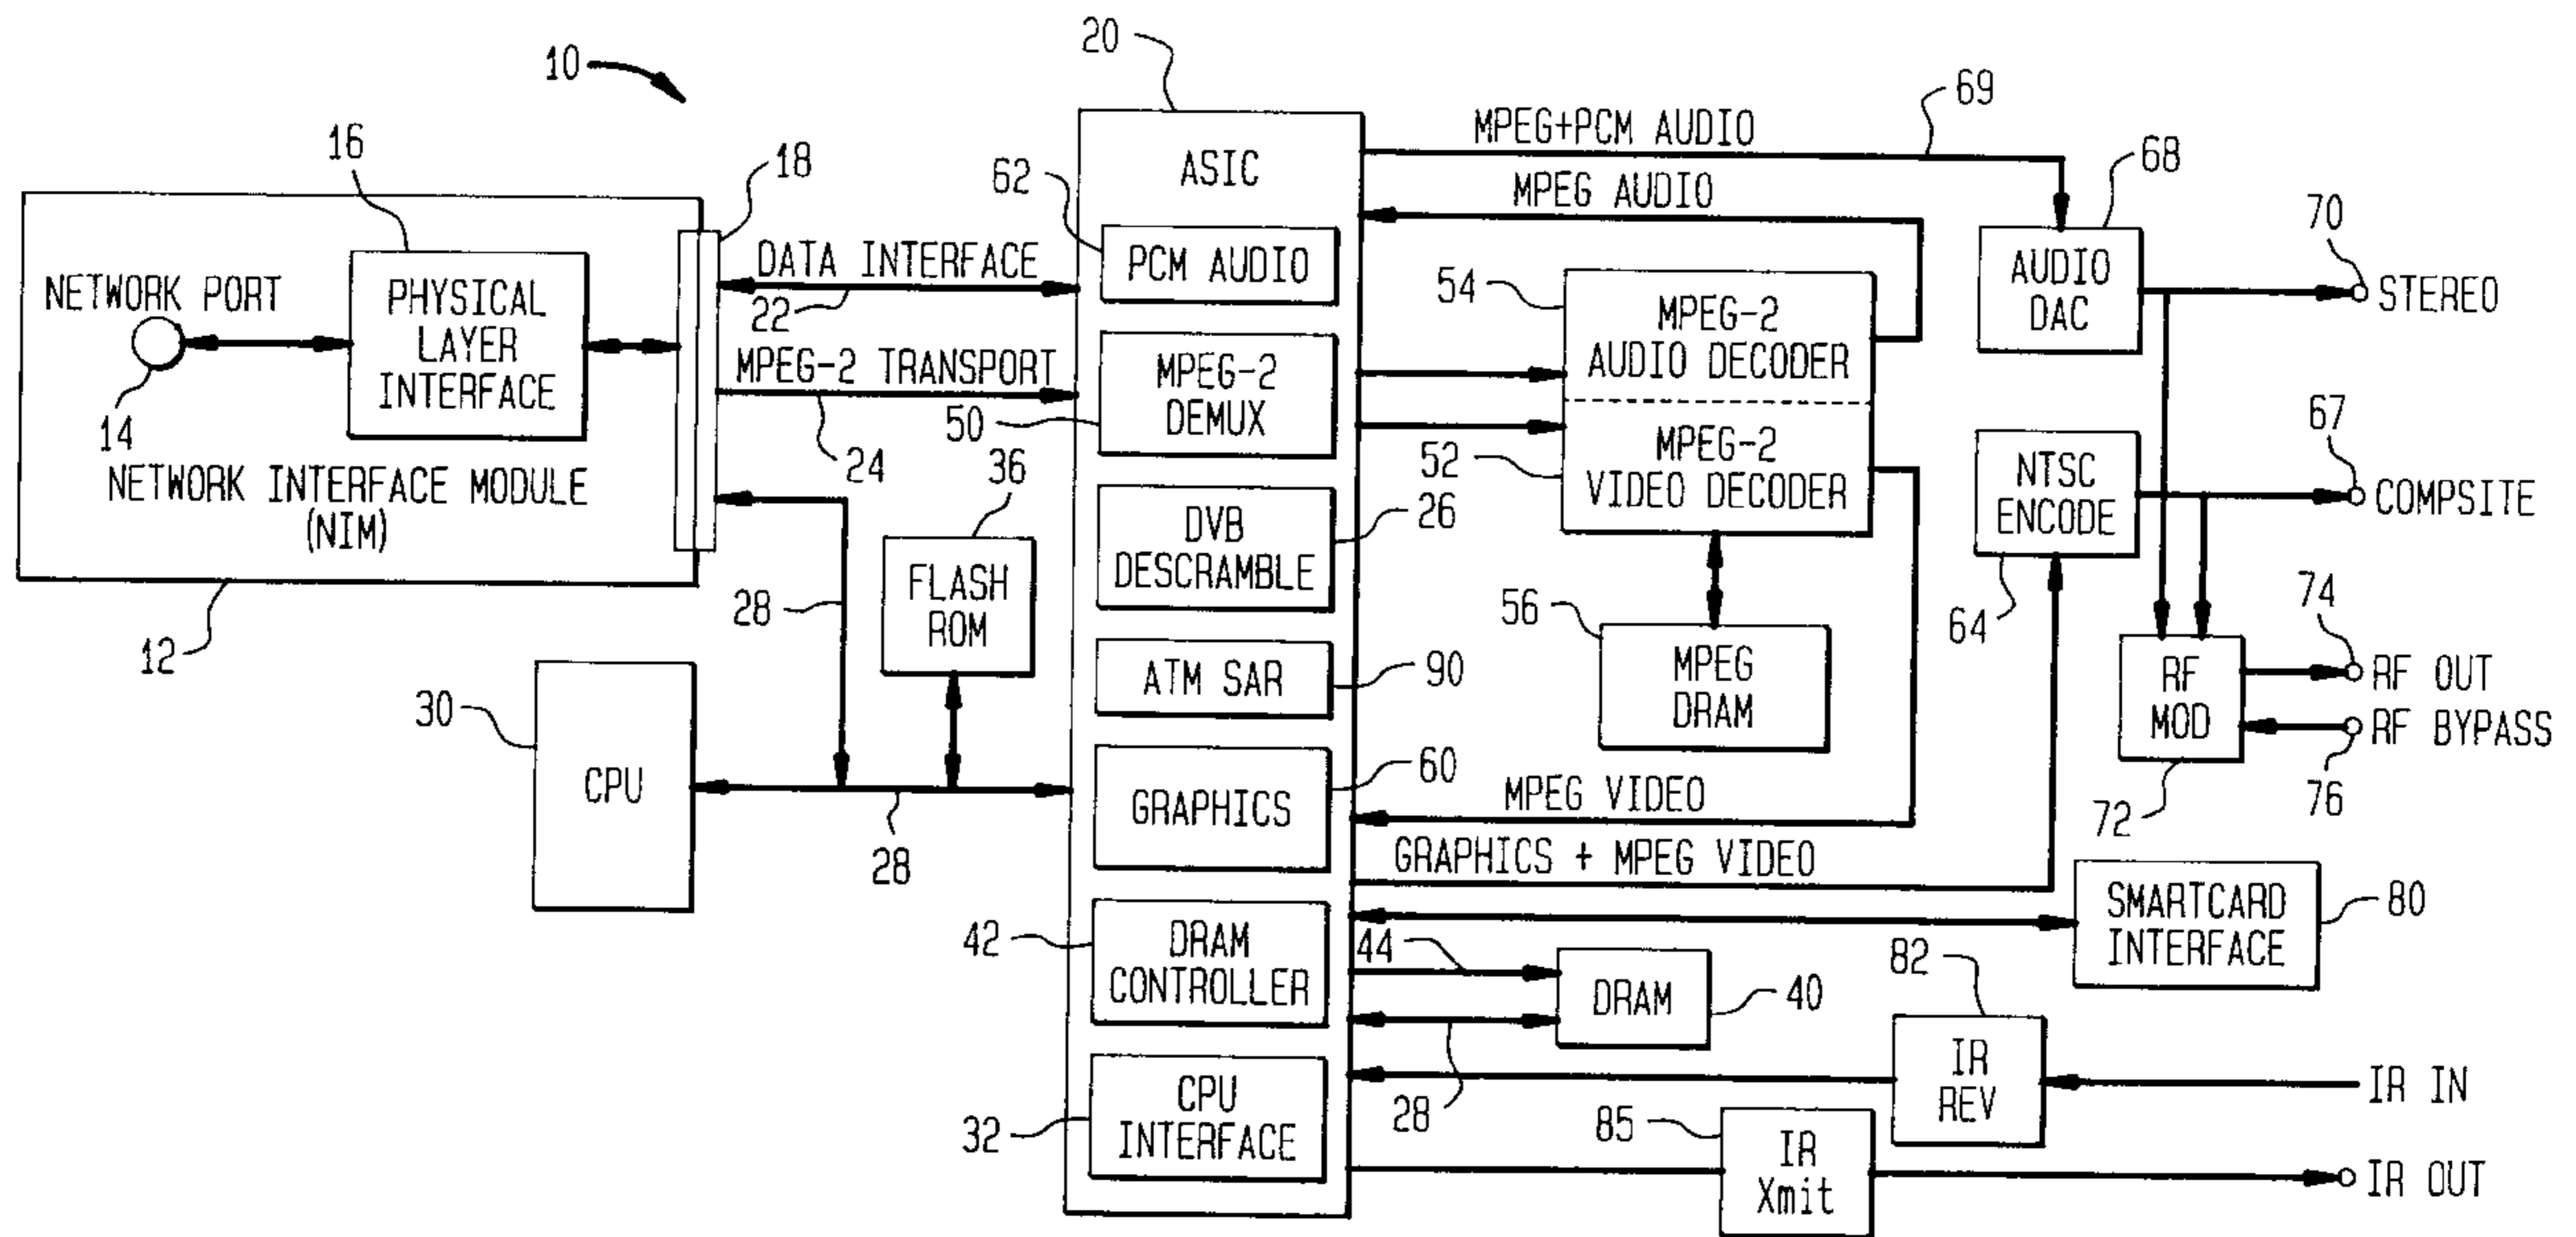 10
20
69
MPEG+PCM AUDIO
16
18
62
ASIC
MPEG AUDIO
68
70
NETWORK PORT
PHYSICAL
LAYER
INTERFACE
14
NETWORK INTERFACE MODULE
(NIM)
12
DATA INTERFACE
22
MPEG-2 TRANSPORT
24
PCM AUDIO
MPEG-2
DEMUX
50
54
MPEG-2
AUDIO DECODER
52
MPEG-2
VIDEO DECODER
AUDIO
DAC
STEREO
67
NTSC
ENCODE
COMPSITE
64
36
FLASH
ROM
28
DVB
DESCRAMBLE
26
56
MPEG
DRAM
74
RF
MOD
RF OUT
RF BYPASS
76
72
ATM SAR
90
30
CPU
28
GRAPHICS
60
MPEG VIDEO
GRAPHICS + MPEG VIDEO
SMARTCARD
INTERFACE
80
42
DRAM
CONTROLLER
44
DRAM
40
28
82
IR
REV
IR IN
32
CPU
INTERFACE
85
IR
Xmit
IR OUT